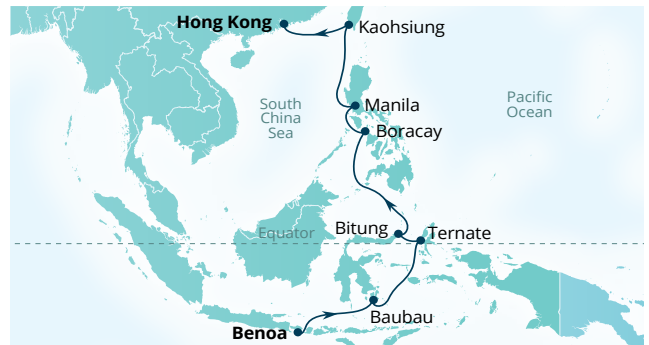 Hong Kong
Kaohsiung
Manila
South
China
Sea
Pacific
Ocean
Boracay
Equator
Bitung
Ternate
Baubau
Benoa